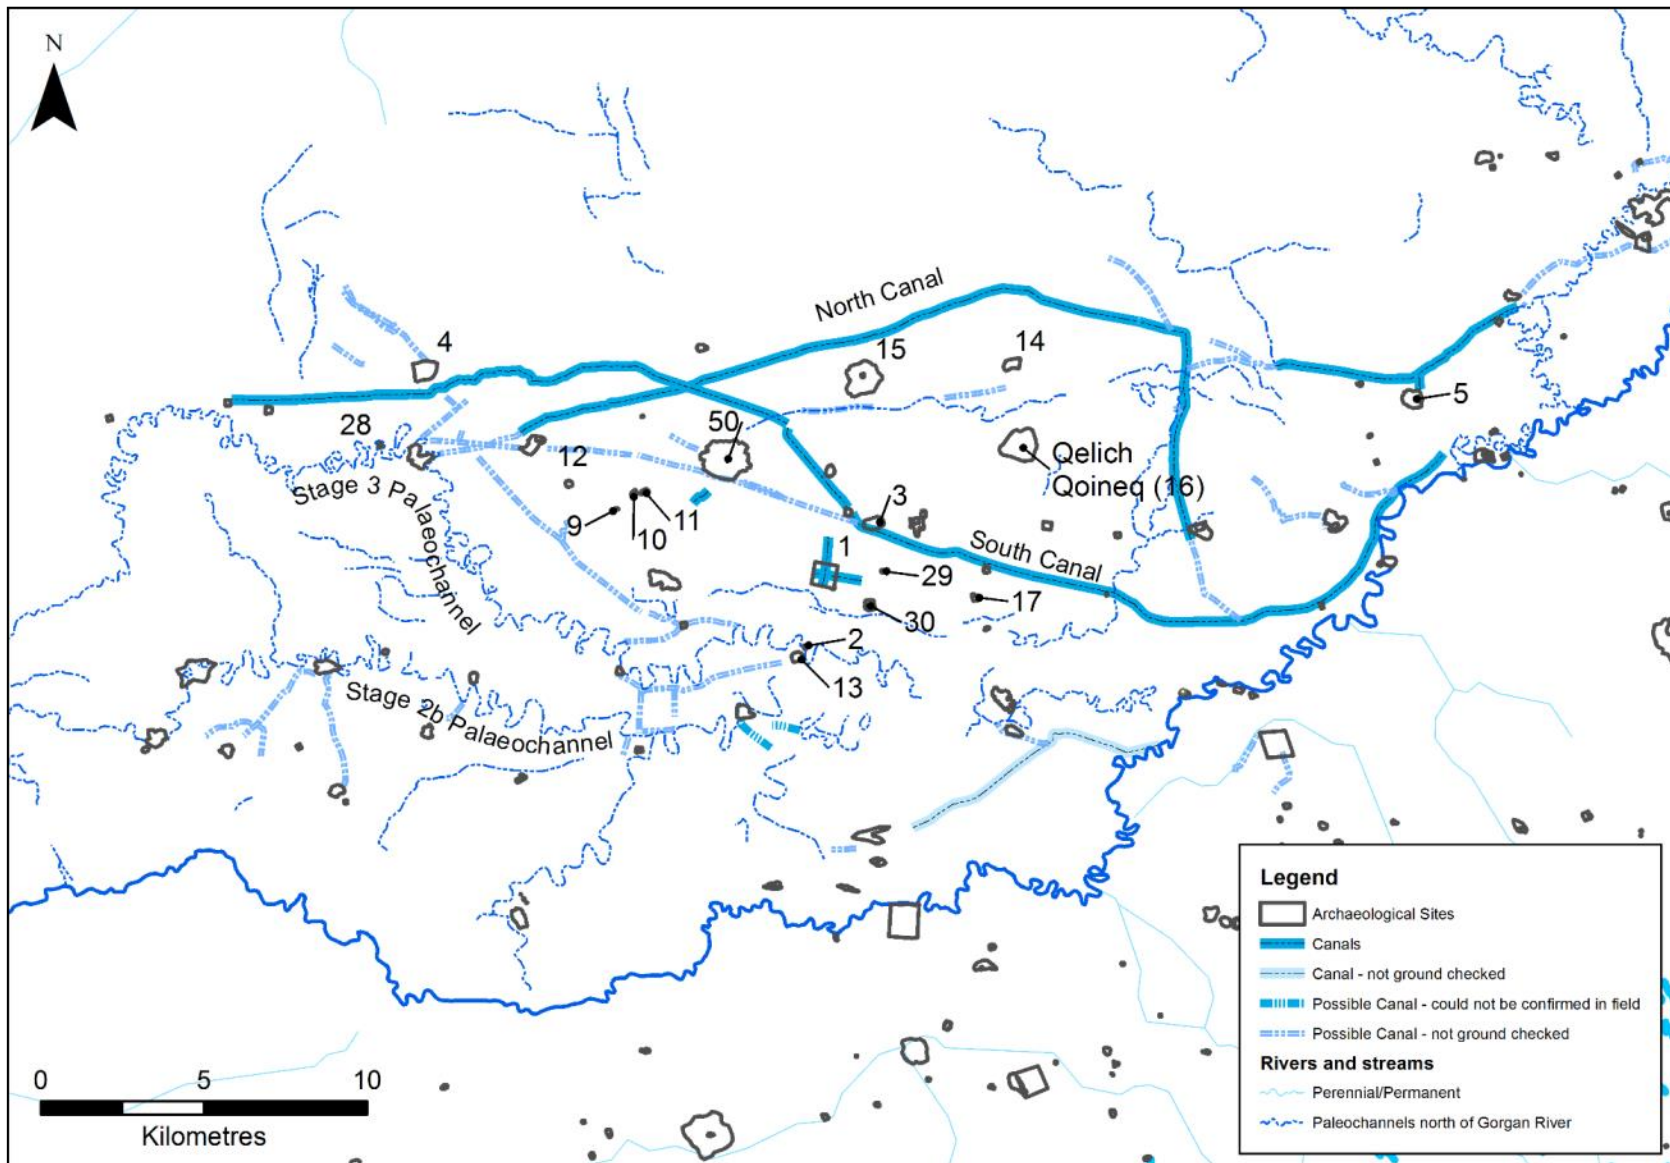 N
North Canal
4
15
14
5
28
50
12
Qelich
Qoineq (16)
Stage 3 Palaeochannel
3
9
10
11
1
South Canal
29
17
30
2
13
Stage 2b Palaeochannel
Legend
Archaeological Sites
Canals
Canal - not ground checked
Possible Canal - could not be confirmed in field
Possible Canal - not ground checked
Rivers and streams
Perennial/Permanent
Paleochannels north of Gorgan River
0 5 10
Kilometres